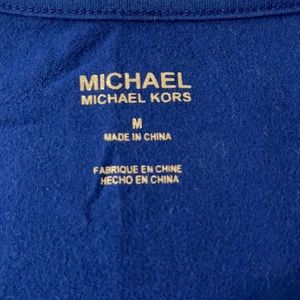 MICHAEL
MICHAEL KORS
M
MADE IN CHINA
FABRIQUE EN CHINE
HECHO EN CHINA